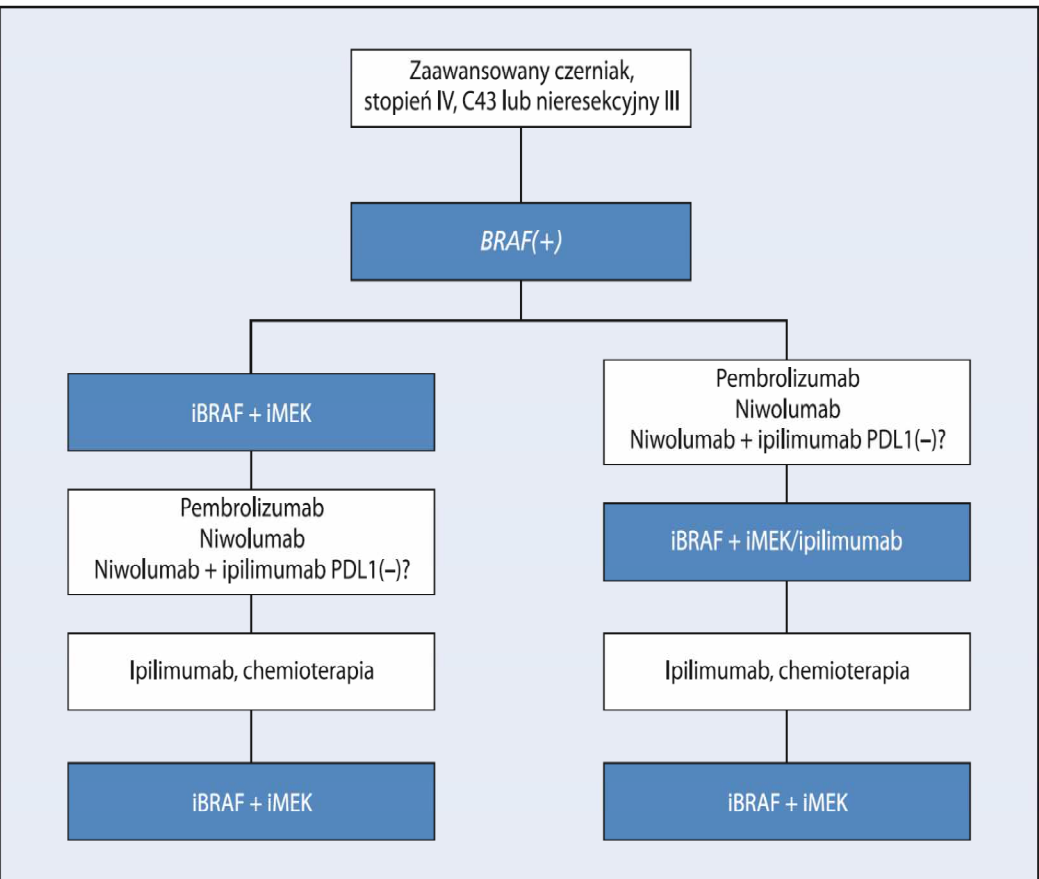 Zaawansowany czerniak,
stopień IV, C43 lub nieresekcyjny III
BRAF(+)
iBRAF + iMEK
Pembrolizumab
Niwolumab
Niwolumab + ipilimumab PDL1(–)?
Ipilimumab, chemioterapia
iBRAF + iMEK
Pembrolizumab
Niwolumab
Niwolumab + ipilimumab PDL1(–)?
iBRAF + iMEK/ipilimumab
Ipilimumab, chemioterapia
iBRAF + iMEK